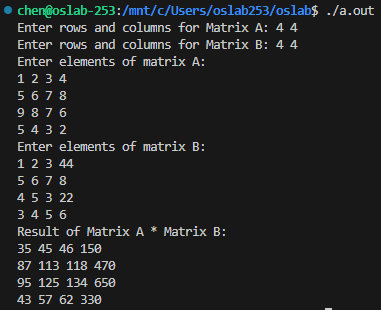 chen@oslab-253:/mnt/c/Users/oslab253/oslab$ ./a.out
Enter rows and columns for Matrix A: 4 4
Enter rows and columns for Matrix B: 4 4
Enter elements of matrix A:
1 2 3 4
5 6 7 8
9 8 7 6
5 4 3 2
Enter elements of matrix B:
1 2 3 44
5 6 7 8
4 5 3 22
3 4 5 6
Result of Matrix A * Matrix B:
35 45 46 150
87 113 118 470
95 125 134 650
43 57 62 330